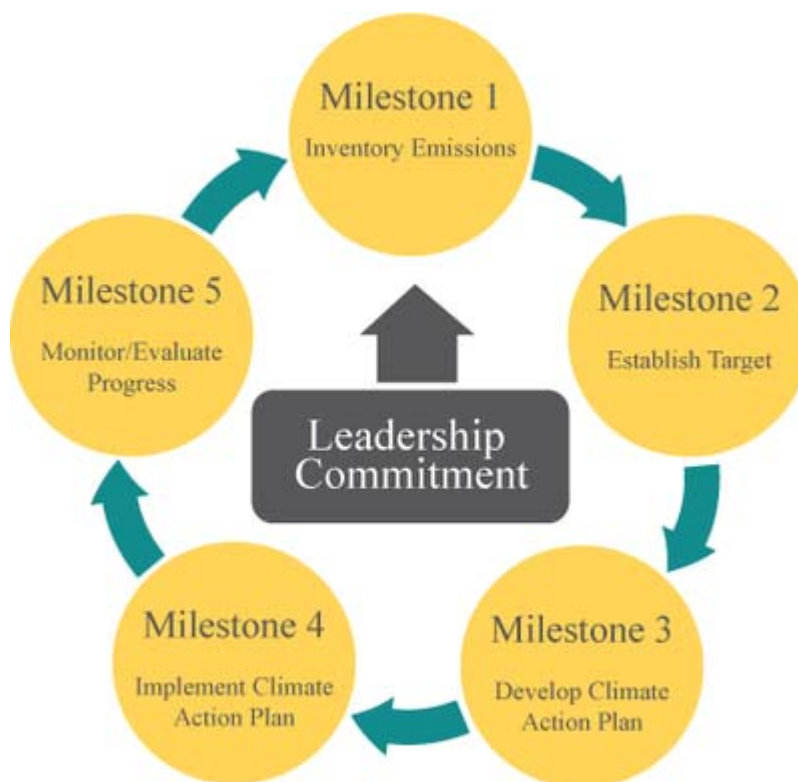 Milestone 1
Inventory Emissions
Milestone 2
Establish Target
Milestone 3
Develop Climate
Action Plan
Milestone 4
Implement Climate
Action Plan
Milestone 5
Monitor/Evaluate
Progress
Leadership
Commitment